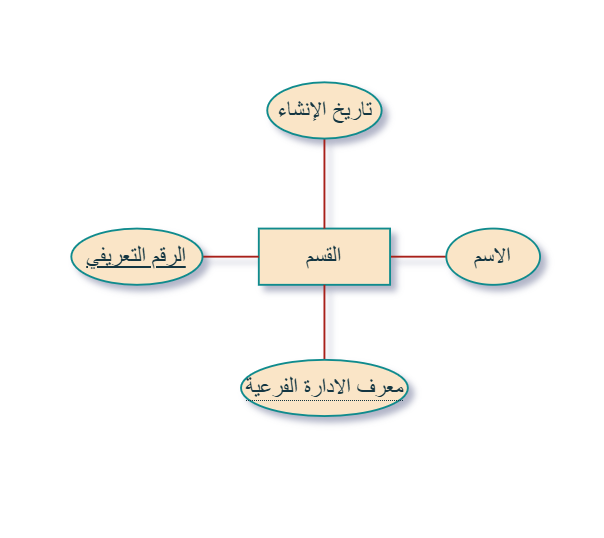 تاريخ الإنشاء
الاسم
القسم
الرقم التعريفي
معرف الادارة الفرعية